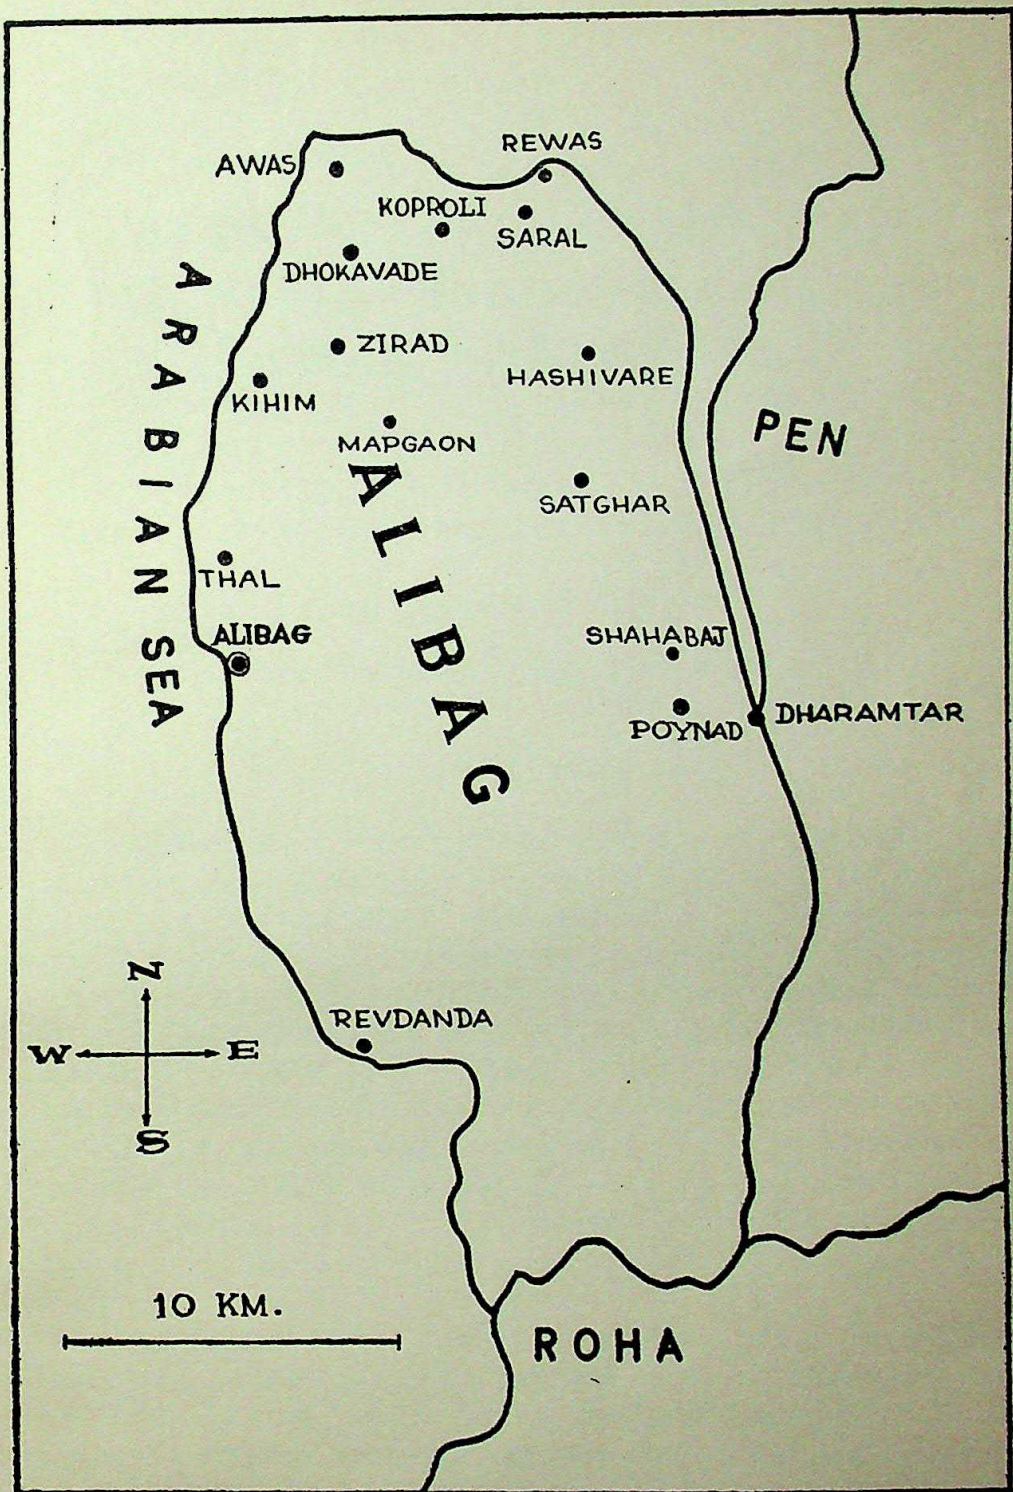 REWAS
AWAS
KOPROLI
SARAL
DHOKAVADE
ARABIAN SEA
ZIRAD
HASHIVARE
KIHIM
PEN
MAPGAON
ALIBAG
SATGHAR
THAL
ALIBAG
SHAHABAJ
POYNAD
DHARAMTAR
REVDANDA
N
W
E
S
10 KM.
ROHA